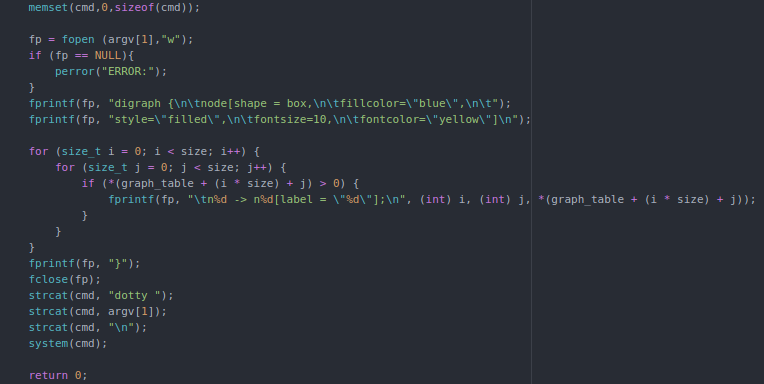 memset(cmd,0,sizeof(cmd));

fp = fopen (argv[1],"w");
if (fp == NULL){
    perror("ERROR:");
}
fprintf(fp, "digraph {\n\tnode[shape = box,\n\tfillcolor=\"blue\",\n\t");
fprintf(fp, "style=\"filled\",\n\tfontsize=10,\n\tfontcolor=\"yellow\"]\n");

for (size_t i = 0; i < size; i++) {
    for (size_t j = 0; j < size; j++) {
        if (*(graph_table + (i * size) + j) > 0) {
            fprintf(fp, "\tn%d -> n%d[label = \"%d\"];\n", (int) i, (int) j, *(graph_table + (i * size) + j));
        }
    }
}
fprintf(fp, "}");
fclose(fp);
strcat(cmd, "dotty ");
strcat(cmd, argv[1]);
strcat(cmd, "\n");
system(cmd);

return 0;